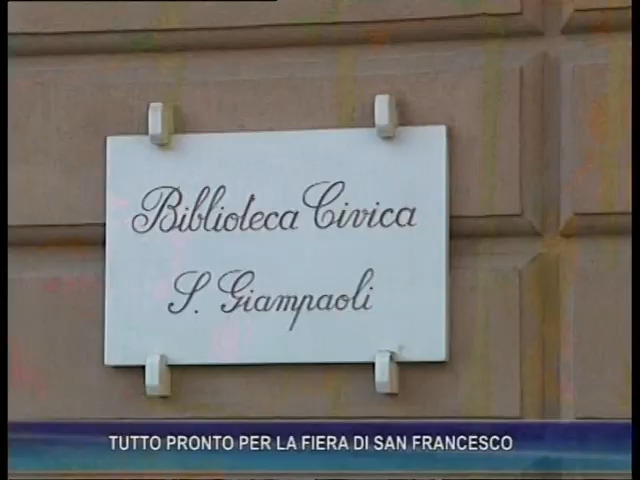 Biblioteca Civica
S. Giampaoli
TUTTO PRONTO PER LA FIERA DI SAN FRANCESCO